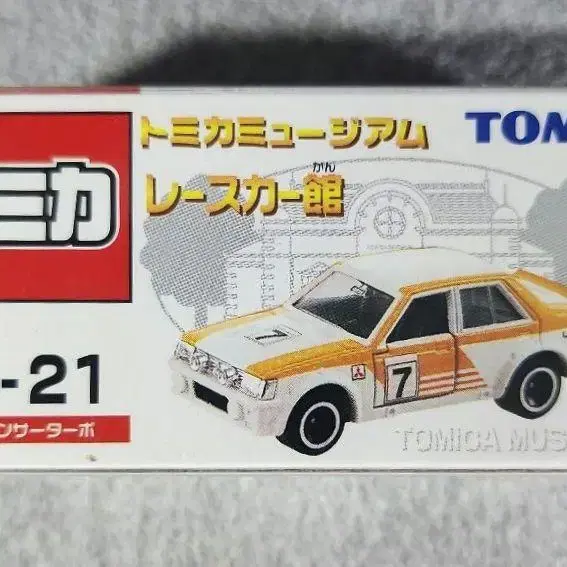 トミカミュージアム
TOM
ミカ
がん
レースカー館
7
7
-21
ンサーターボ
TOMICA MUS